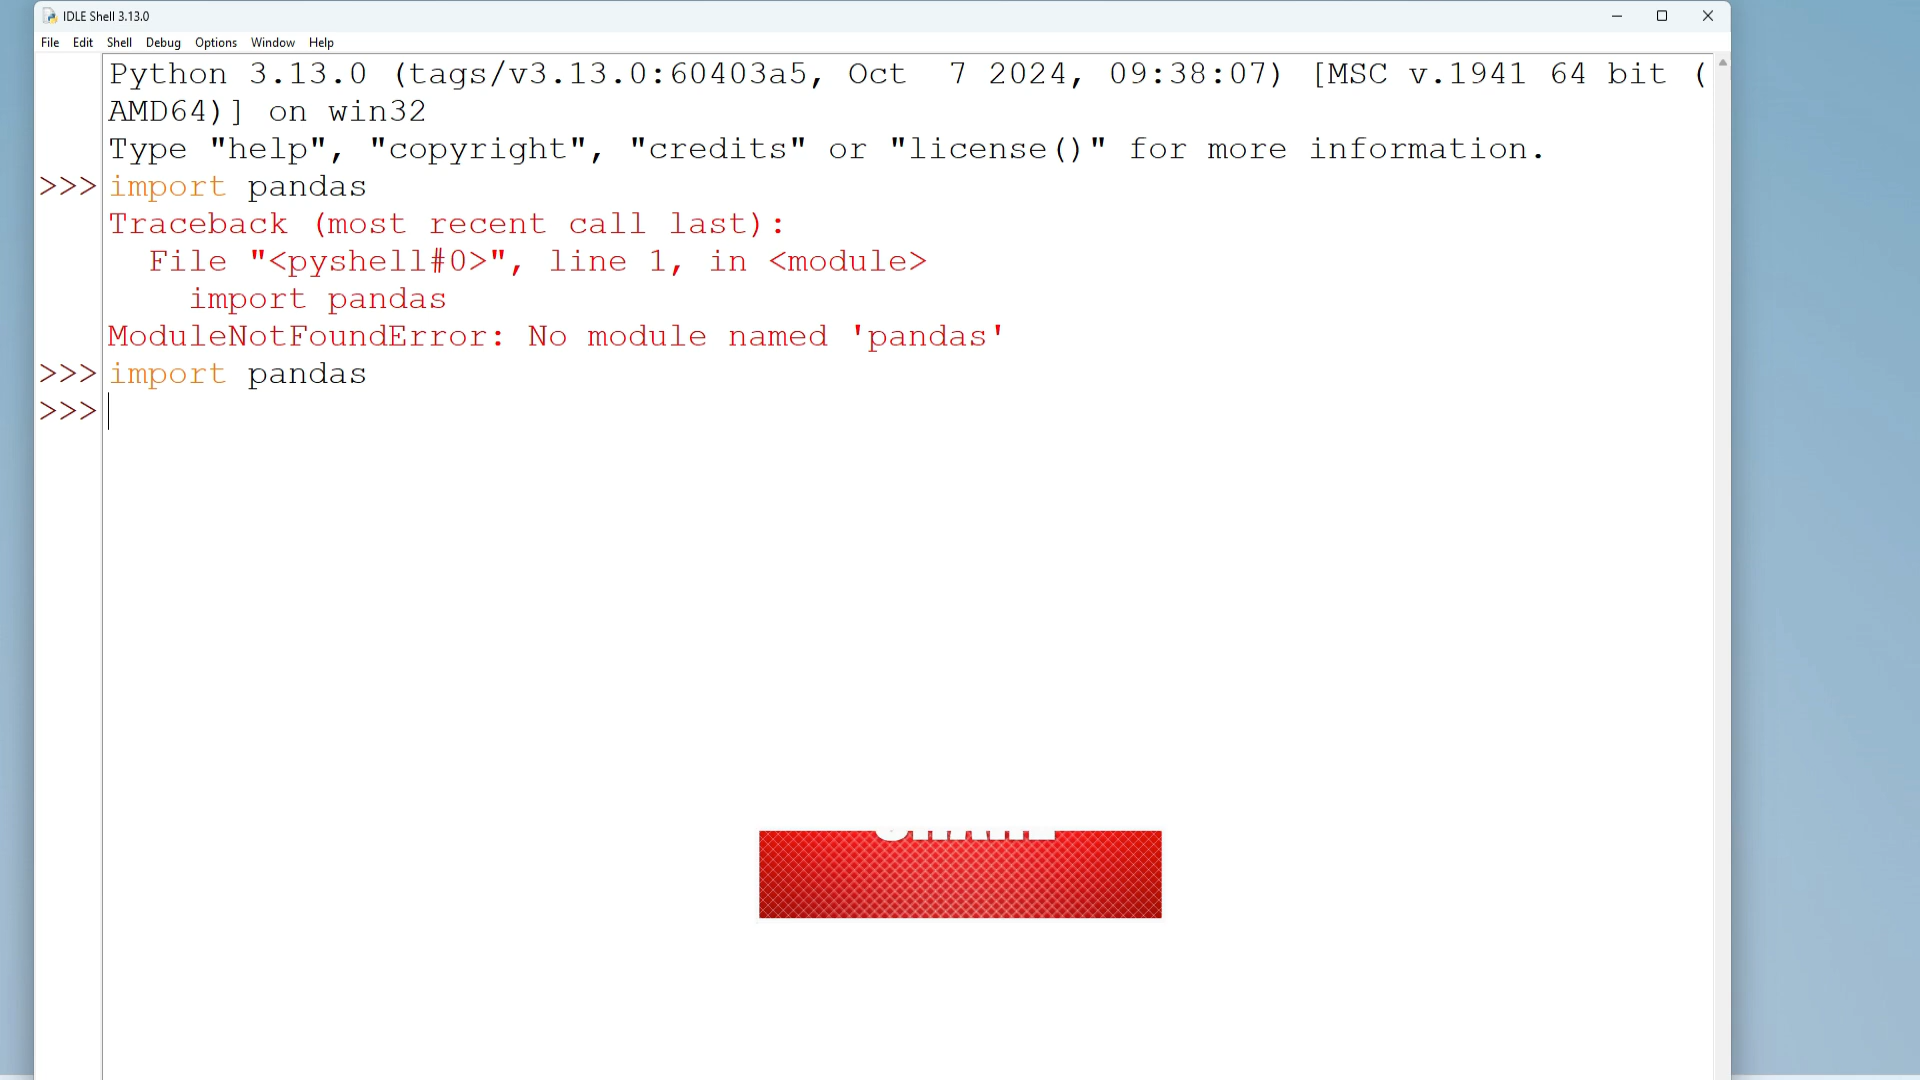 IDLE Shell 3.13.0
File Edit Shell Debug Options Window Help
Python 3.13.0 (tags/v3.13.0:60403a5, Oct  7 2024, 09:38:07) [MSC v.1941 64 bit (
AMD64)] on win32
Type "help", "copyright", "credits" or "license()" for more information.
>>> import pandas
Traceback (most recent call last):
  File "<pyshell#0>", line 1, in <module>
    import pandas
ModuleNotFoundError: No module named 'pandas'
>>> import pandas
>>>